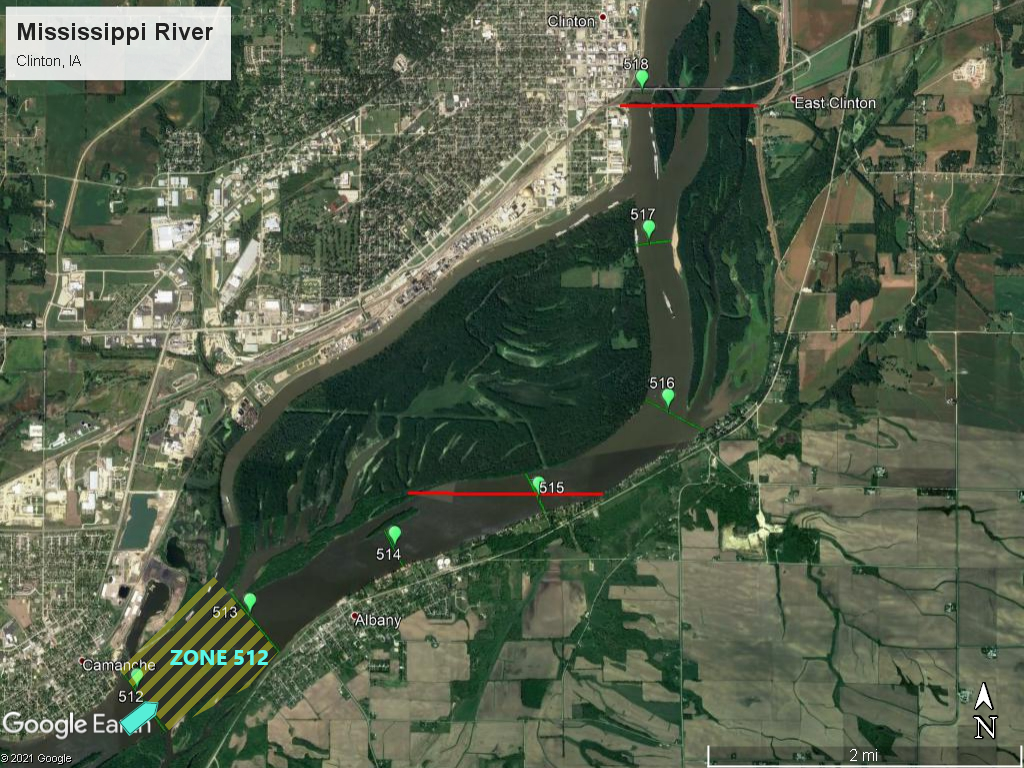 Mississippi River
Clinton, IA
Clinton
518
East Clinton
517
516
515
514
513
Albany
ZONE 512
Camanche
512
Google Earth
N
2 mi
© 2021 Google